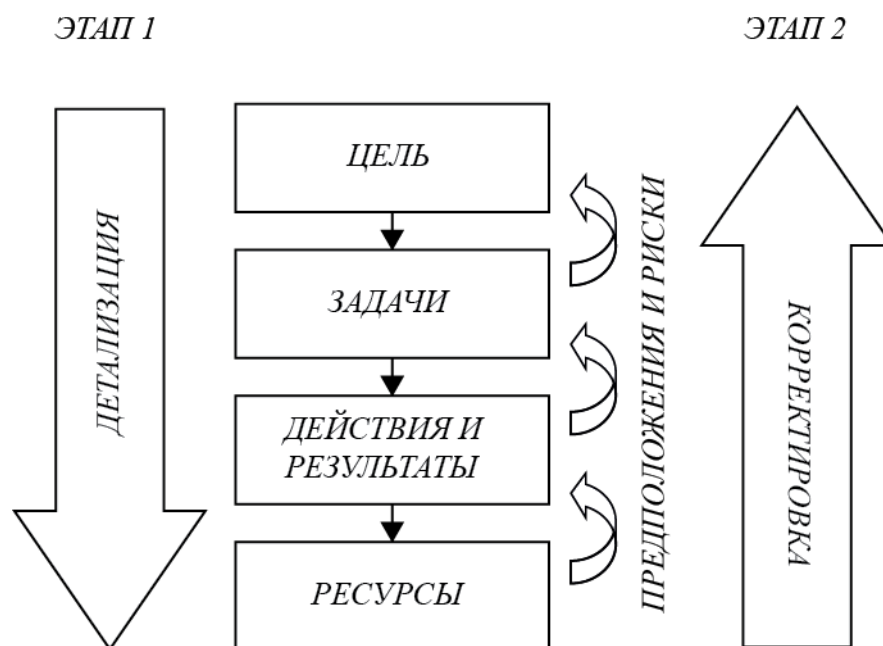 ЭТАП 1
ЭТАП 2
ДЕТАЛИЗАЦИЯ
ЦЕЛЬ
ЗАДАЧИ
ДЕЙСТВИЯ И
РЕЗУЛЬТАТЫ
РЕСУРСЫ
ПРЕДПОЛОЖЕНИЯ И РИСКИ
КОРРЕКТИРОВКА